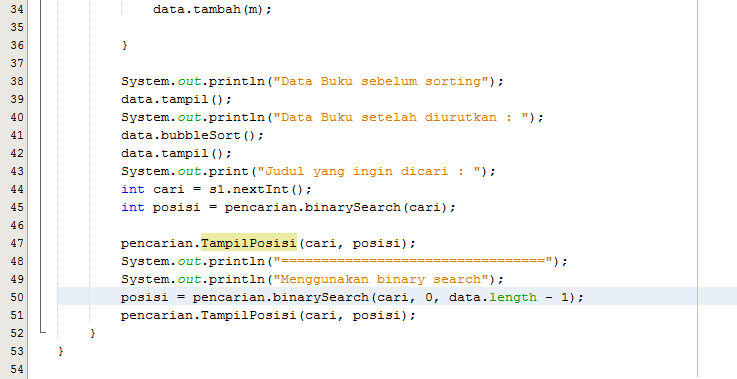 34 data.tambah(m);
35
36 }
37
38 System.out.println("Data Buku sebelum sorting");
39 data.tampil();
40 System.out.println("Data Buku setelah diurutkan : ");
41 data.bubbleSort();
42 data.tampil();
43 System.out.print("Judul yang ingin dicari : ");
44 int cari = s1.nextInt();
45 int posisi = pencarian.binarySearch(cari);
46
47 pencarian.TampilPosisi(cari, posisi);
48 System.out.println("=================================");
49 System.out.println("Menggunakan binary search");
50 posisi = pencarian.binarySearch(cari, 0, data.length - 1);
51 pencarian.TampilPosisi(cari, posisi);
52 }
53 }
54